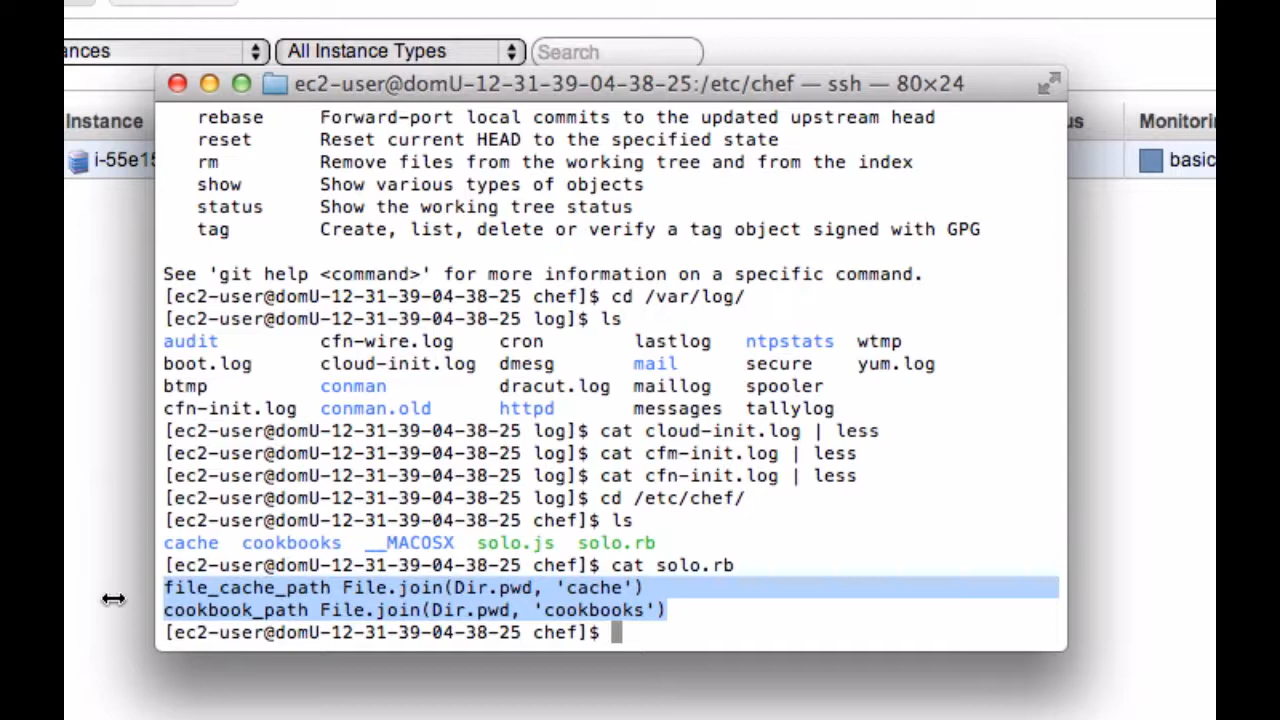 ances All Instance Types Search
ec2-user@domU-12-31-39-04-38-25:/etc/chef — ssh — 80×24
Instance us Monitorin
i-55e15 basic
rebase Forward-port local commits to the updated upstream head
reset Reset current HEAD to the specified state
rm Remove files from the working tree and from the index
show Show various types of objects
status Show the working tree status
tag Create, list, delete or verify a tag object signed with GPG
See 'git help <command>' for more information on a specific command.
[ec2-user@domU-12-31-39-04-38-25 chef]$ cd /var/log/
[ec2-user@domU-12-31-39-04-38-25 log]$ ls
audit cfn-wire.log cron lastlog ntpstats wtmp
boot.log cloud-init.log dmesg mail secure yum.log
btmp conman dracut.log maillog spooler
cfn-init.log conman.old httpd messages tallylog
[ec2-user@domU-12-31-39-04-38-25 log]$ cat cloud-init.log | less
[ec2-user@domU-12-31-39-04-38-25 log]$ cat cfm-init.log | less
[ec2-user@domU-12-31-39-04-38-25 log]$ cat cfn-init.log | less
[ec2-user@domU-12-31-39-04-38-25 log]$ cd /etc/chef/
[ec2-user@domU-12-31-39-04-38-25 chef]$ ls
cache cookbooks __MACOSX solo.js solo.rb
[ec2-user@domU-12-31-39-04-38-25 chef]$ cat solo.rb
file_cache_path File.join(Dir.pwd, 'cache')
cookbook_path File.join(Dir.pwd, 'cookbooks')
[ec2-user@domU-12-31-39-04-38-25 chef]$